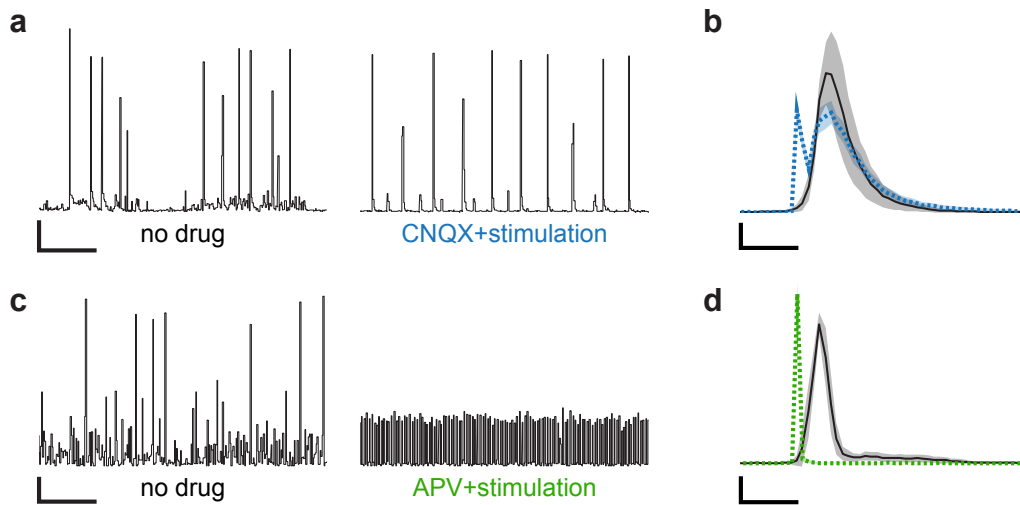 a
b
no drug
CNQX+stimulation
c
d
no drug
APV+stimulation